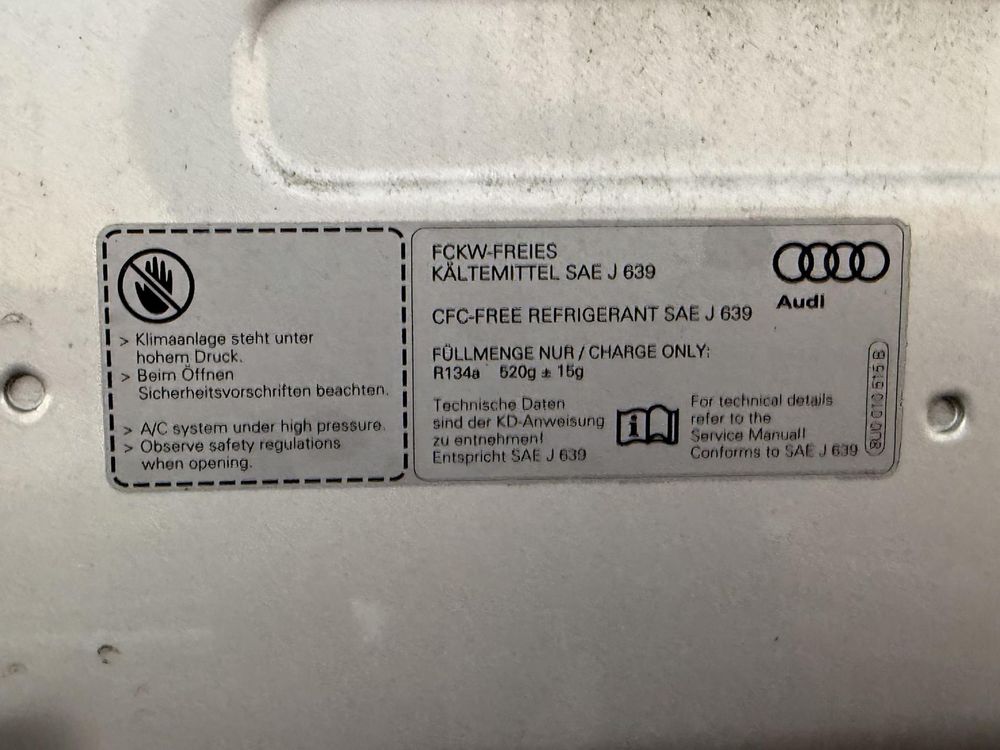 > Klimaanlage steht unter
hohem Druck.
> Beim Öffnen
Sicherheitsvorschriften beachten.
> A/C system under high pressure.
> Observe safety regulations
when opening.
FCKW-FREIES
KÄLTEMITTEL SAE J 639
CFC-FREE REFRIGERANT SAE J 639
FÜLLMENGE NUR / CHARGE ONLY:
R134a 520g ± 15g
Technische Daten
sind der KD-Anweisung
zu entnehmen!
Entspricht SAE J 639
For technical details
refer to the
Service Manual!
Conforms to SAE J 639
Audi
8U0 010 515 B